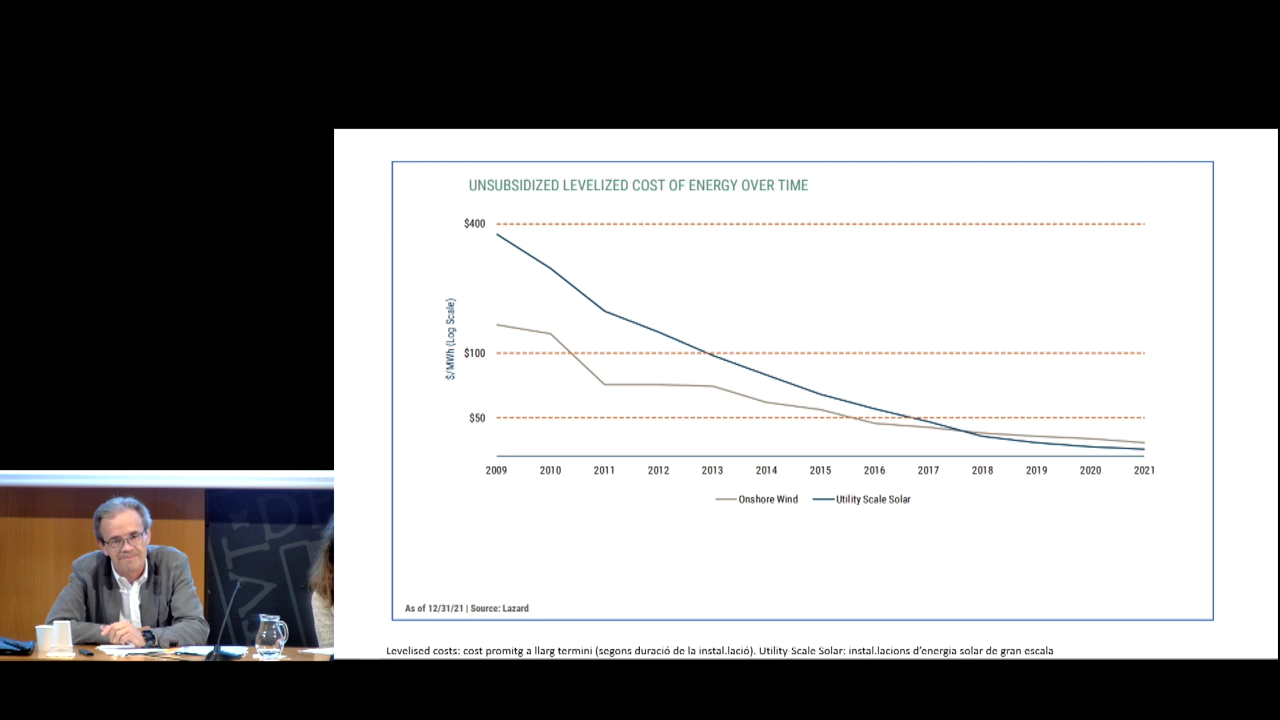 UNSUBSIDIZED LEVELIZED COST OF ENERGY OVER TIME
$400
$100
$50
$/MWh (Log Scale)
2009 2010 2011 2012 2013 2014 2015 2016 2017 2018 2019 2020 2021
Onshore Wind Utility Scale Solar
As of 12/31/21 | Source: Lazard
Levelised costs: cost promitg a llarg termini (segons duració de la instal.lació). Utility Scale Solar: instal.lacions d'energia solar de gran escala